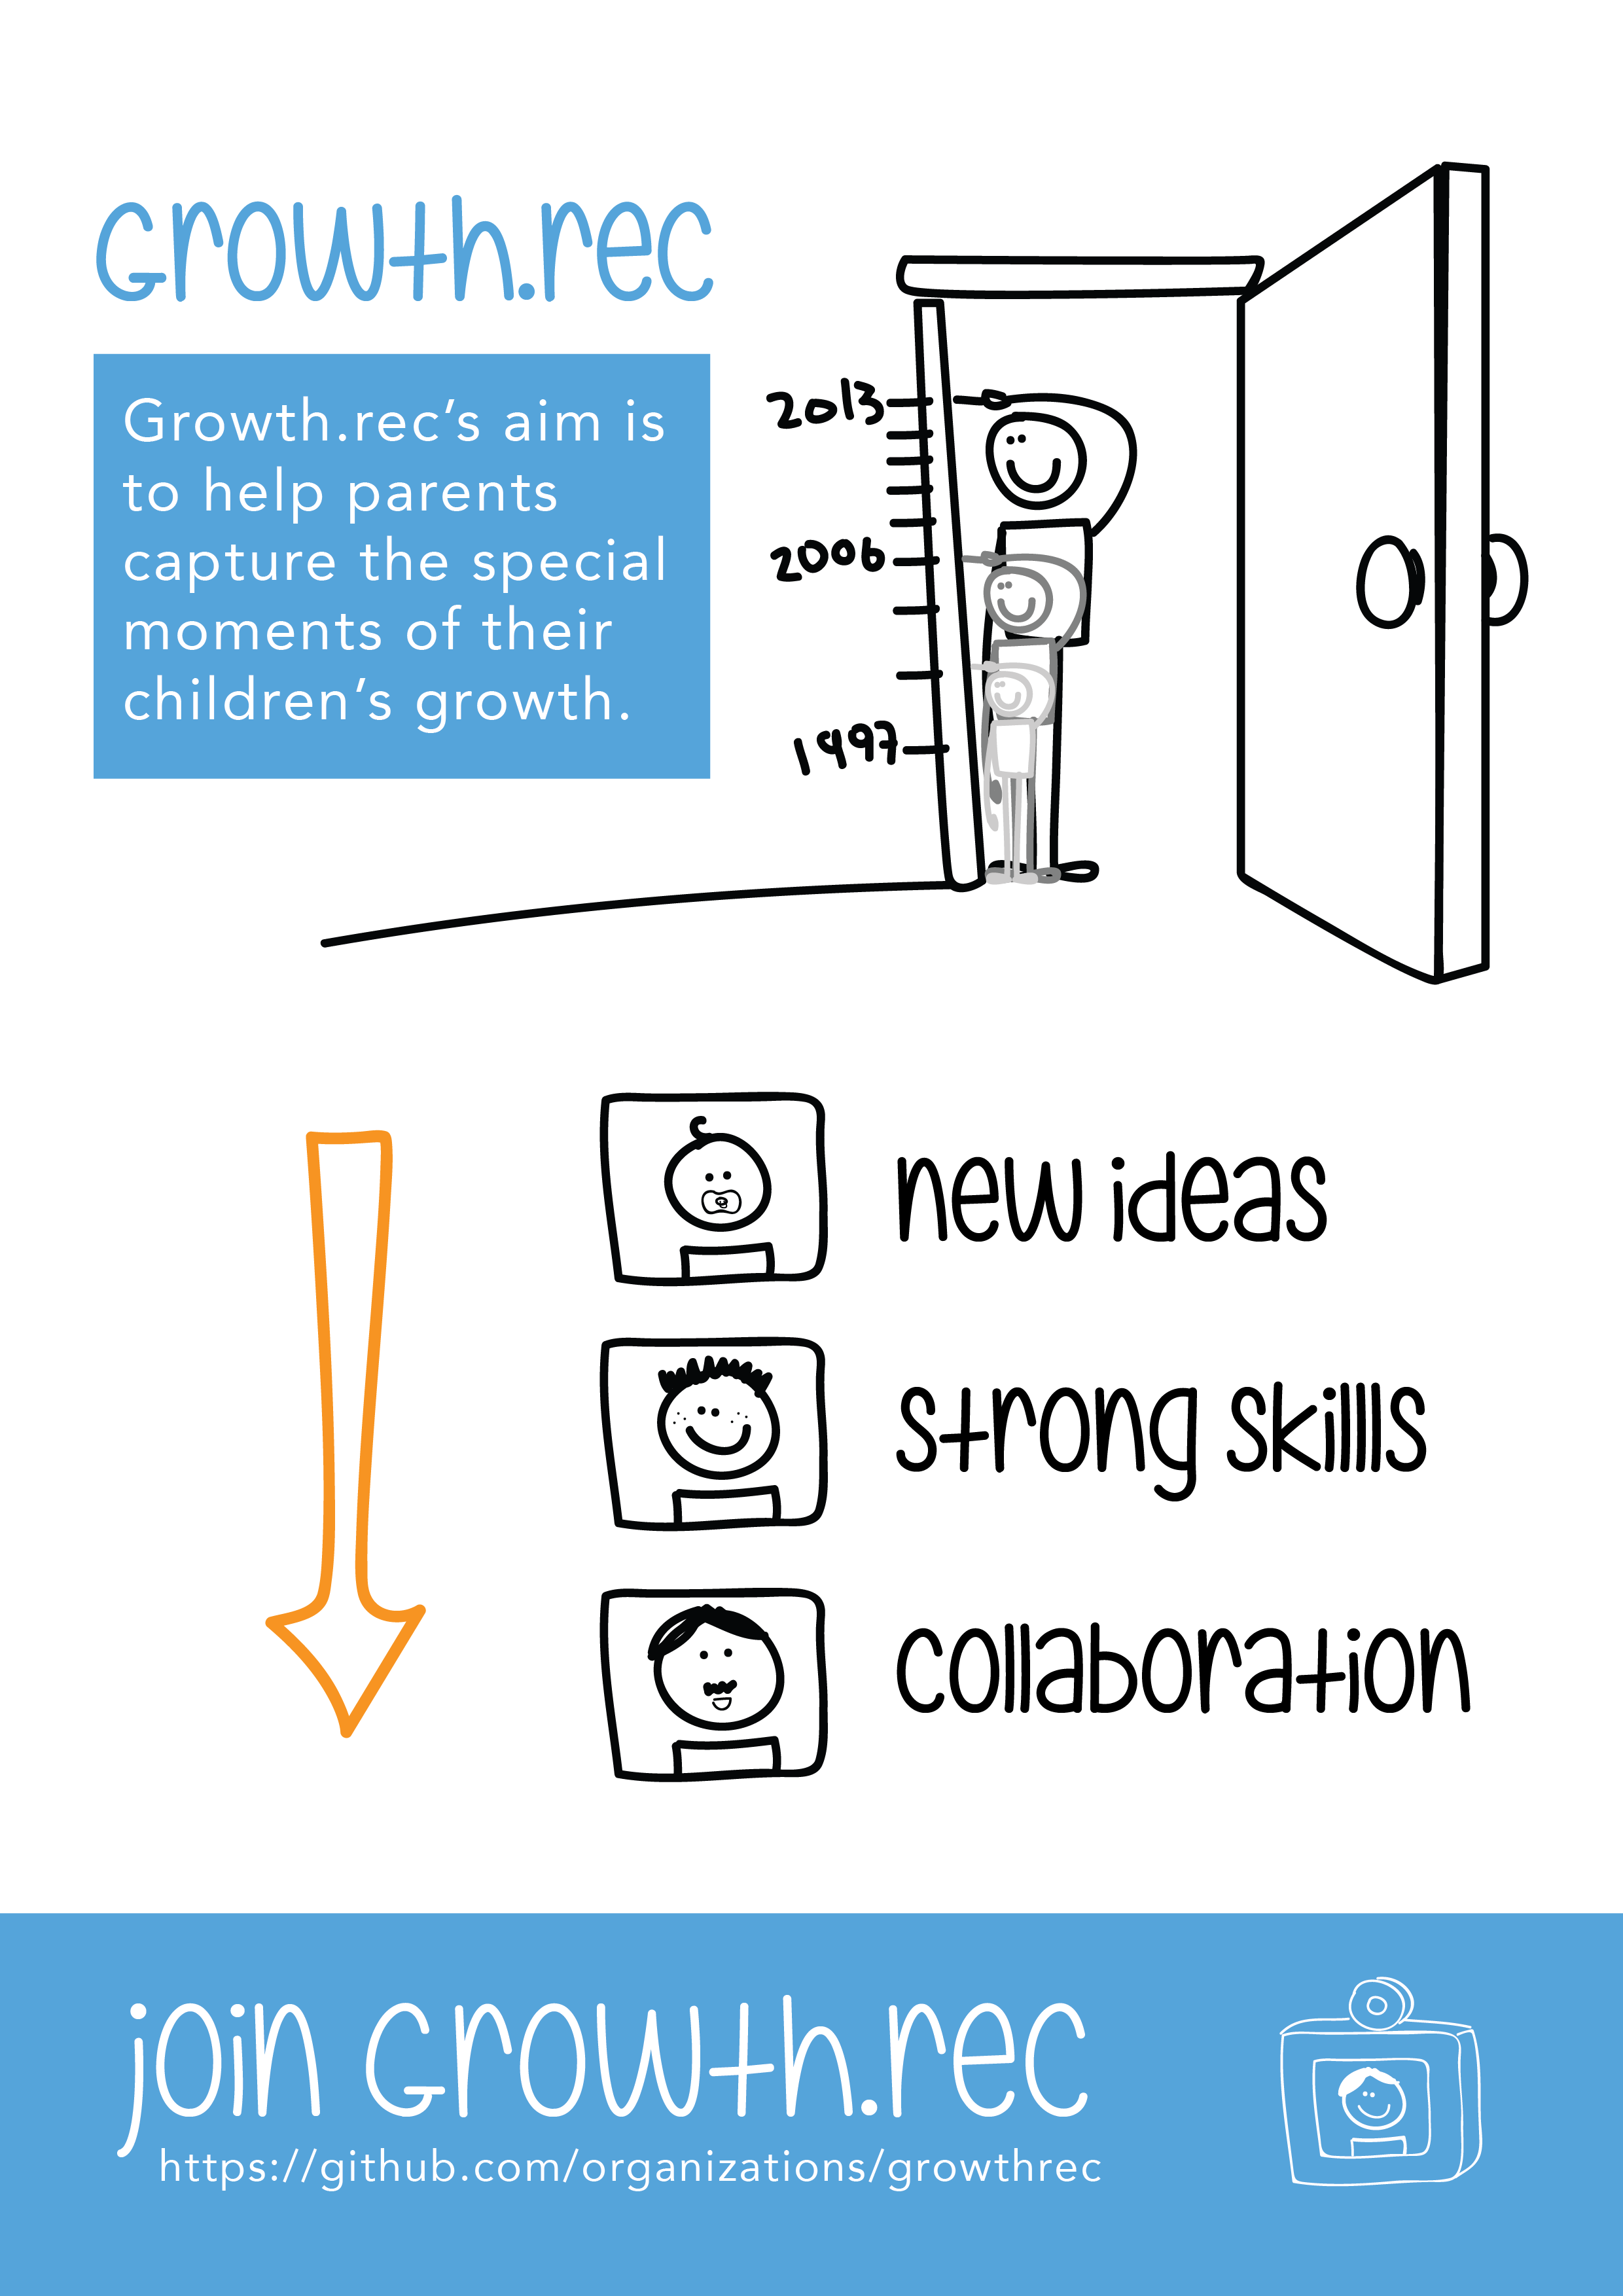 Growth.rec
Growth.rec's aim is
to help parents
capture the special
moments of their
children's growth.
2013
2006
1997
new ideas
strong skillls
collaboration
join Growth.rec
https://github.com/organizations/growthrec